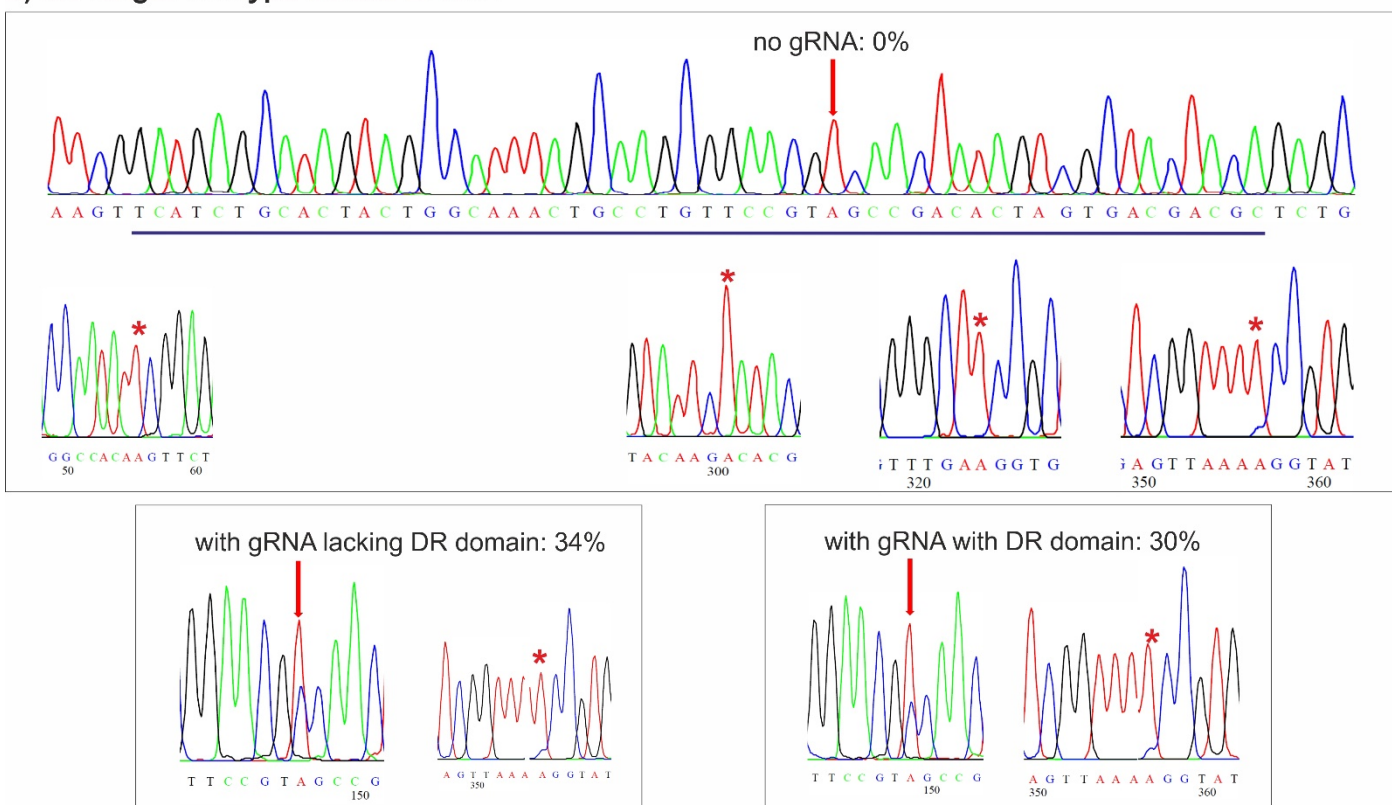 no gRNA: 0%
A A G T T C A T C T G C A C T A C T G G C A A A C T G C C T G T T C C G T A G C C G A C A C T A G T G A C G A C G C T C T G
*
*
*
*
G G C C A C A A G T T C T
50 60
T A C A A G A C A C G
300
G T T T G A A G G T G
320
G A G T T A A A A G G T A T
350 360
with gRNA lacking DR domain: 34%
*
T T C C G T A G C C G
150
A G T T A A A A G G T A T
350
with gRNA with DR domain: 30%
*
T T C C G T A G C C G
150
A G T T A A A A G G T A T
350 360